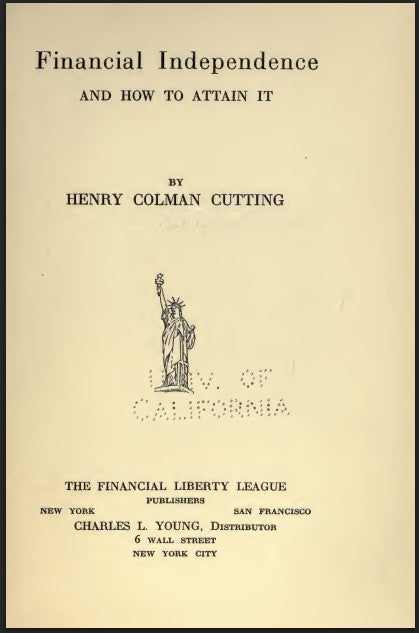 Financial Independence
AND HOW TO ATTAIN IT
BY
HENRY COLMAN CUTTING
UNIV. OF
CALIFORNIA
THE FINANCIAL LIBERTY LEAGUE
PUBLISHERS
NEW YORK SAN FRANCISCO
CHARLES L. YOUNG, DISTRIBUTOR
6 WALL STREET
NEW YORK CITY